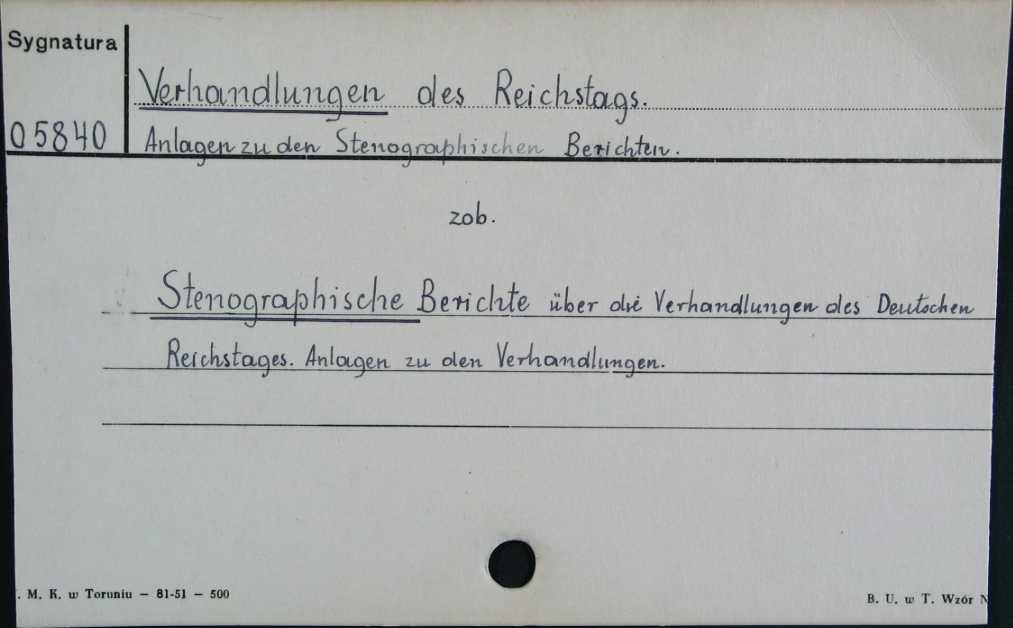 Sygnatura
Verhandlungen des Reichstags.
05840
Anlagen zu den Stenographischen Berichten.
zob.
Stenographische Berichte über die Verhandlungen des Deutschen
Reichstages. Anlagen zu den Verhandlungen.
. M. K. w Toruniu — 81-51 — 500
B. U. w T. Wzór N